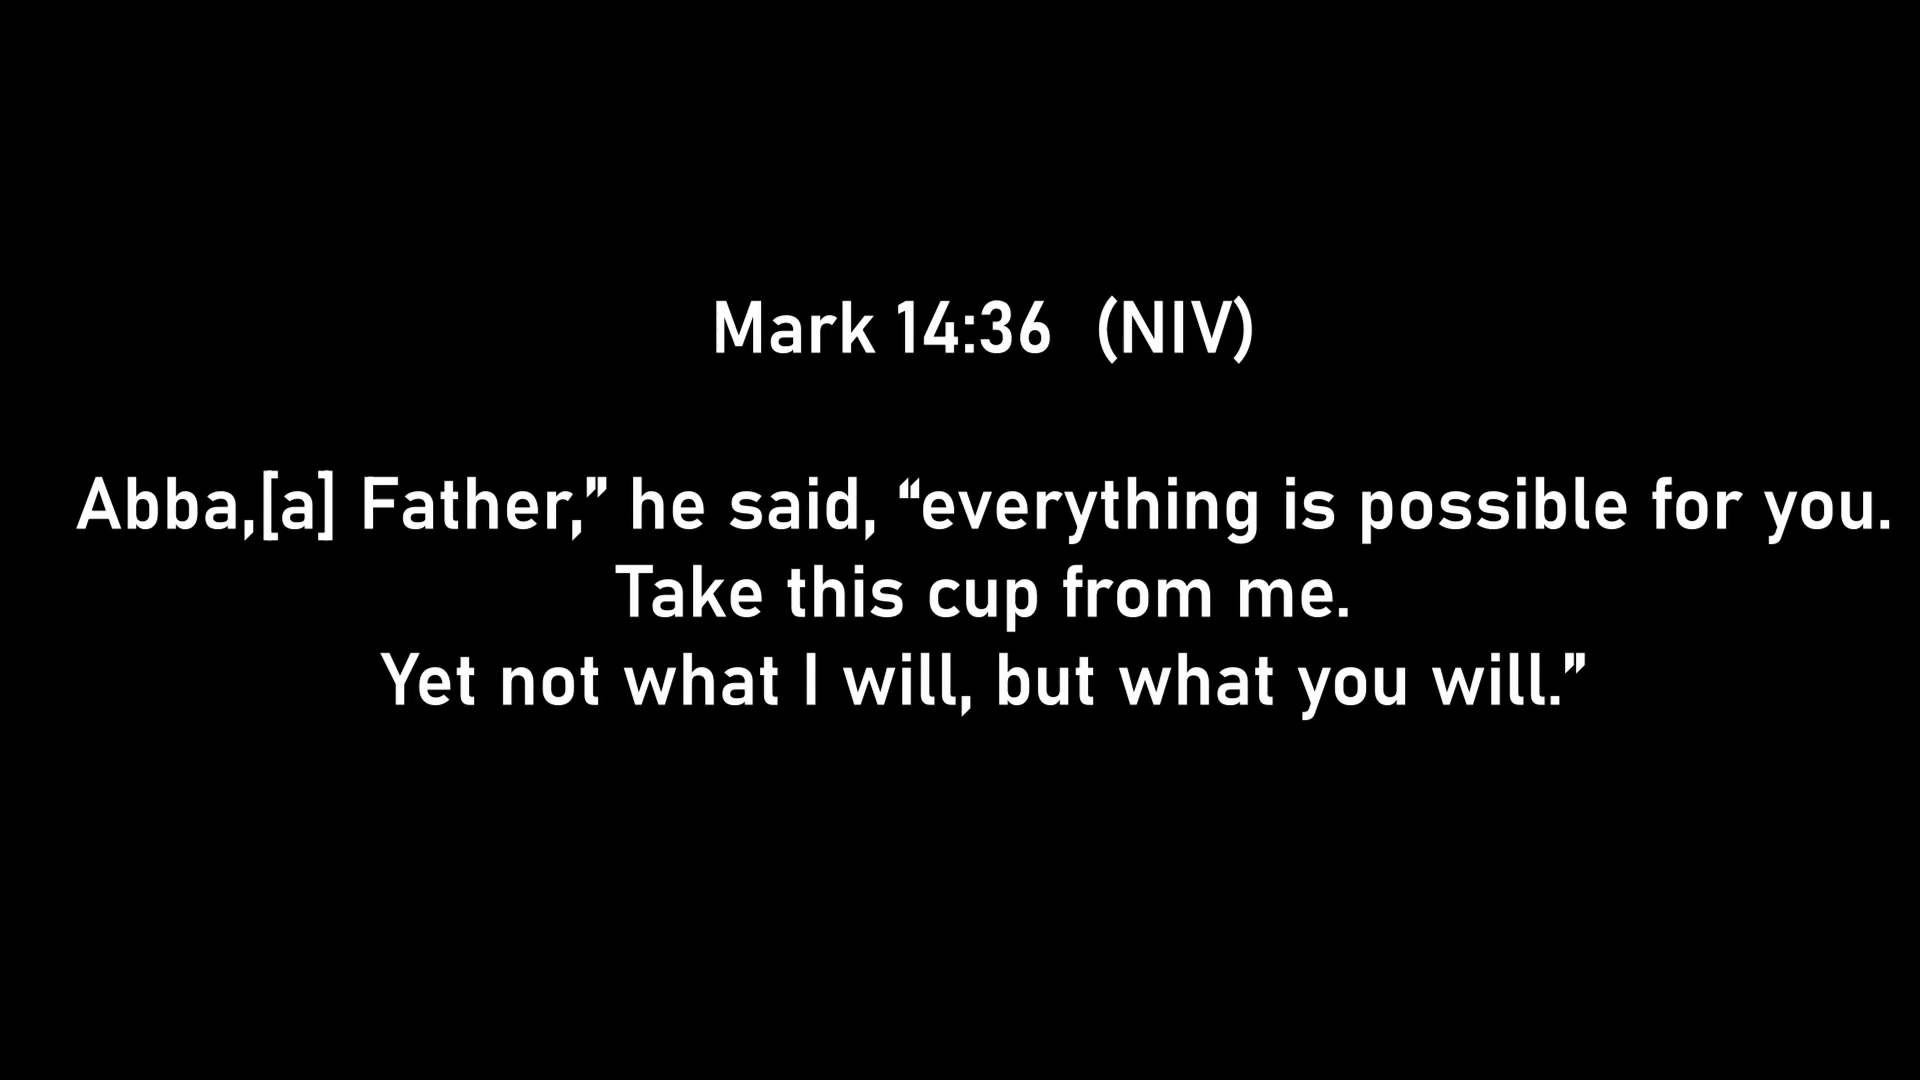 Mark 14:36 (NIV)
Abba,[a] Father,” he said, “everything is possible for you.
Take this cup from me.
Yet not what I will, but what you will.”